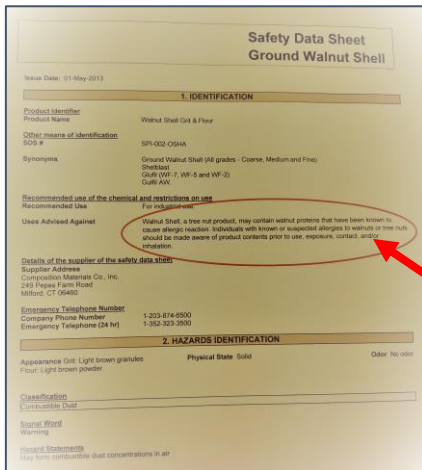 Safety Data Sheet
Ground Walnut Shell
Issue Date: 01-May-2013
1. IDENTIFICATION
Product Identifier
Product Name Walnut Shell Grit & Flour
Other means of identification
SDS # SPI-002-OSHA
Synonyms Ground Walnut Shell (All grades - Coarse, Medium and Fine)
Shelblast
Glufil (WF-7, WF-5 and WF-2)
Glufil AW.
Recommended use of the chemical and restrictions on use
Recommended Use For industrial use.
Uses Advised Against Walnut Shell, a tree nut product, may contain walnut proteins that have been known to
cause allergic reaction. Individuals with known or suspected allergies to walnuts or tree nuts
should be made aware of product contents prior to use, exposure, contact, and/or
inhalation.
Details of the supplier of the safety data sheet
Supplier Address
Composition Materials Co., Inc.
249 Pepes Farm Road
Milford, CT 06460
Emergency Telephone Number
Company Phone Number 1-203-874-6500
Emergency Telephone (24 hr) 1-352-323-3500
2. HAZARDS IDENTIFICATION
Appearance Grit: Light brown granules Physical State Solid Odor No odor
Flour: Light brown powder
Classification
Combustible Dust
Signal Word
Warning
Hazard Statements
May form combustible dust concentrations in air